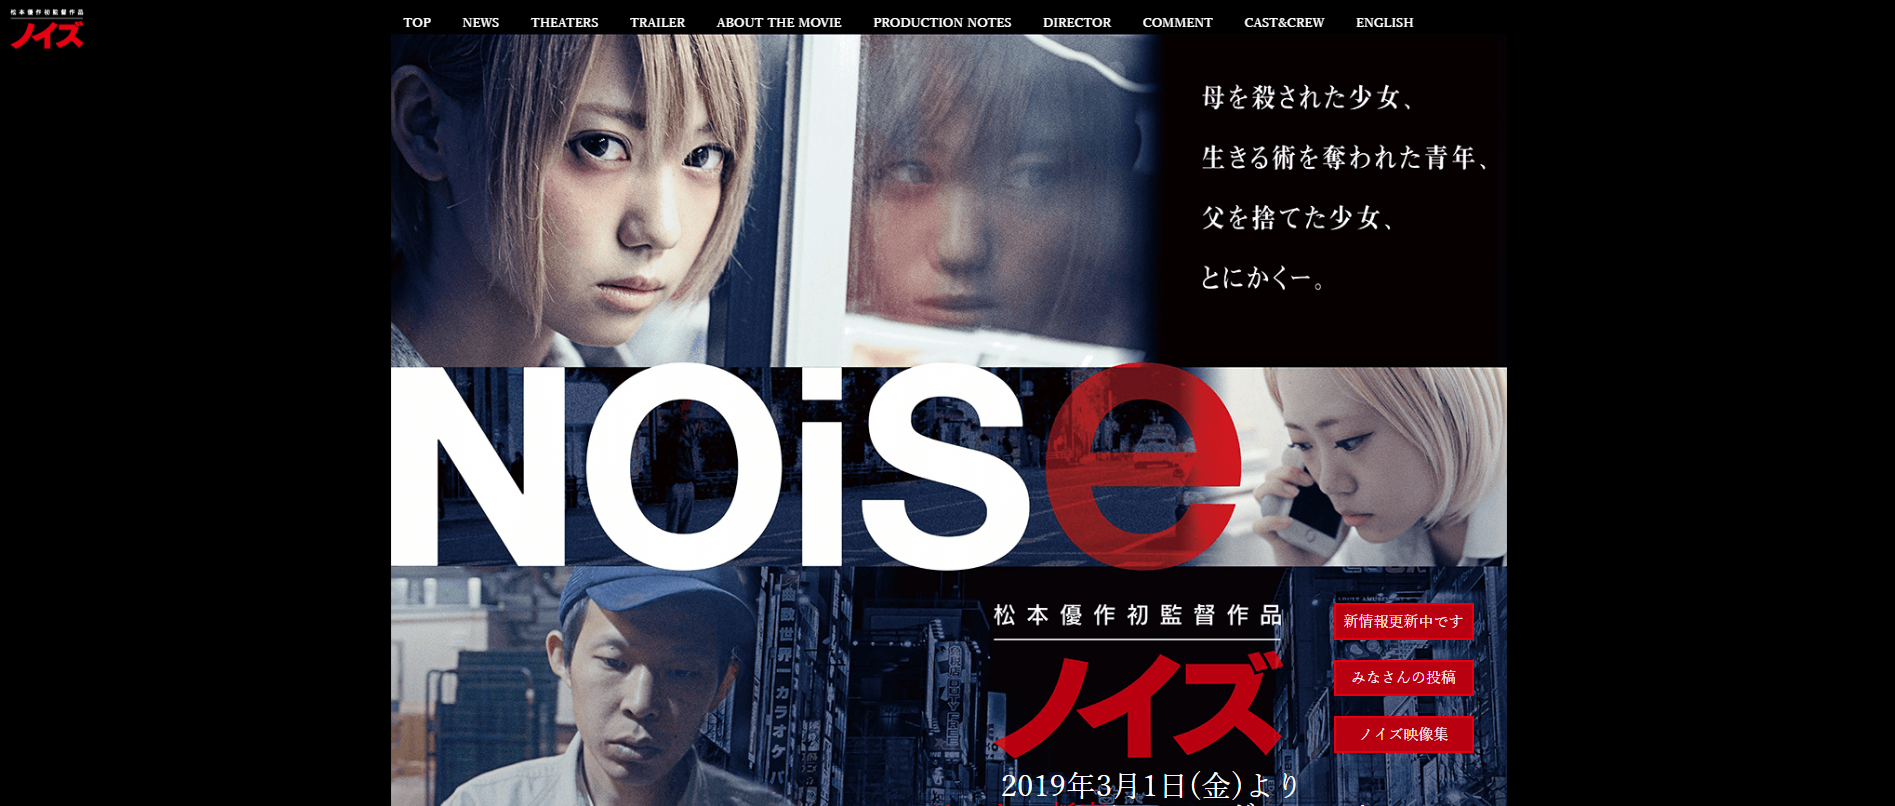 松本優作初監督作品
ノイズ
TOP NEWS THEATERS TRAILER ABOUT THE MOVIE PRODUCTION NOTES DIRECTOR COMMENT CAST&CREW ENGLISH
母を殺された少女、
生きる術を奪われた青年、
父を捨てた少女、
とにかくー。
NOiSe
松本優作初監督作品
ノイズ
2019年3月1日(金)より
新情報更新中です
みなさんの投稿
ノイズ映像集
カラオケ